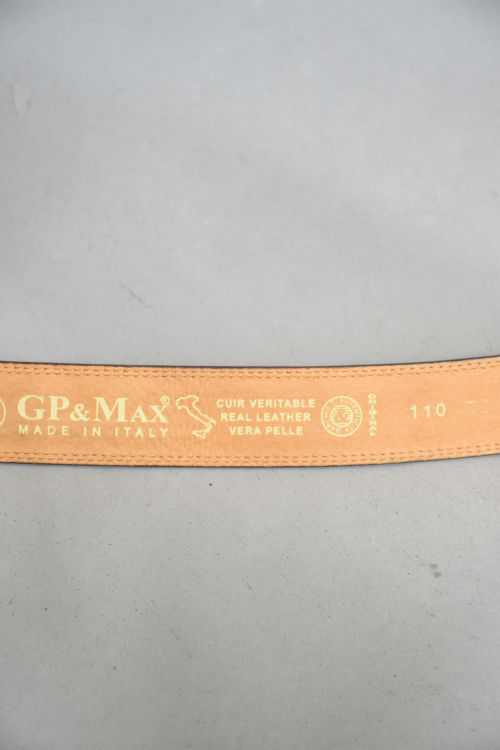 GP&MAX®
MADE IN ITALY
CUIR VERITABLE
REAL LEATHER
VERA PELLE
ORIGINAL
110